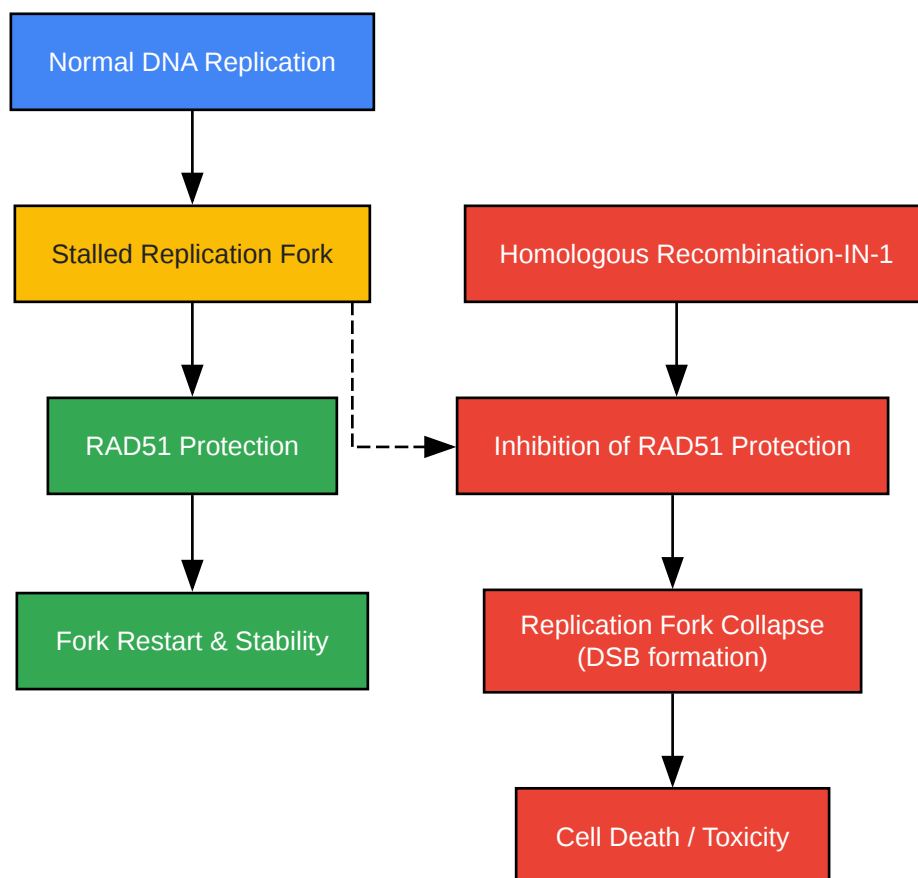 Normal DNA Replication
Stalled Replication Fork
Homologous Recombination-IN-1
RAD51 Protection
Inhibition of RAD51 Protection
Fork Restart & Stability
Replication Fork Collapse
(DSB formation)
Cell Death / Toxicity